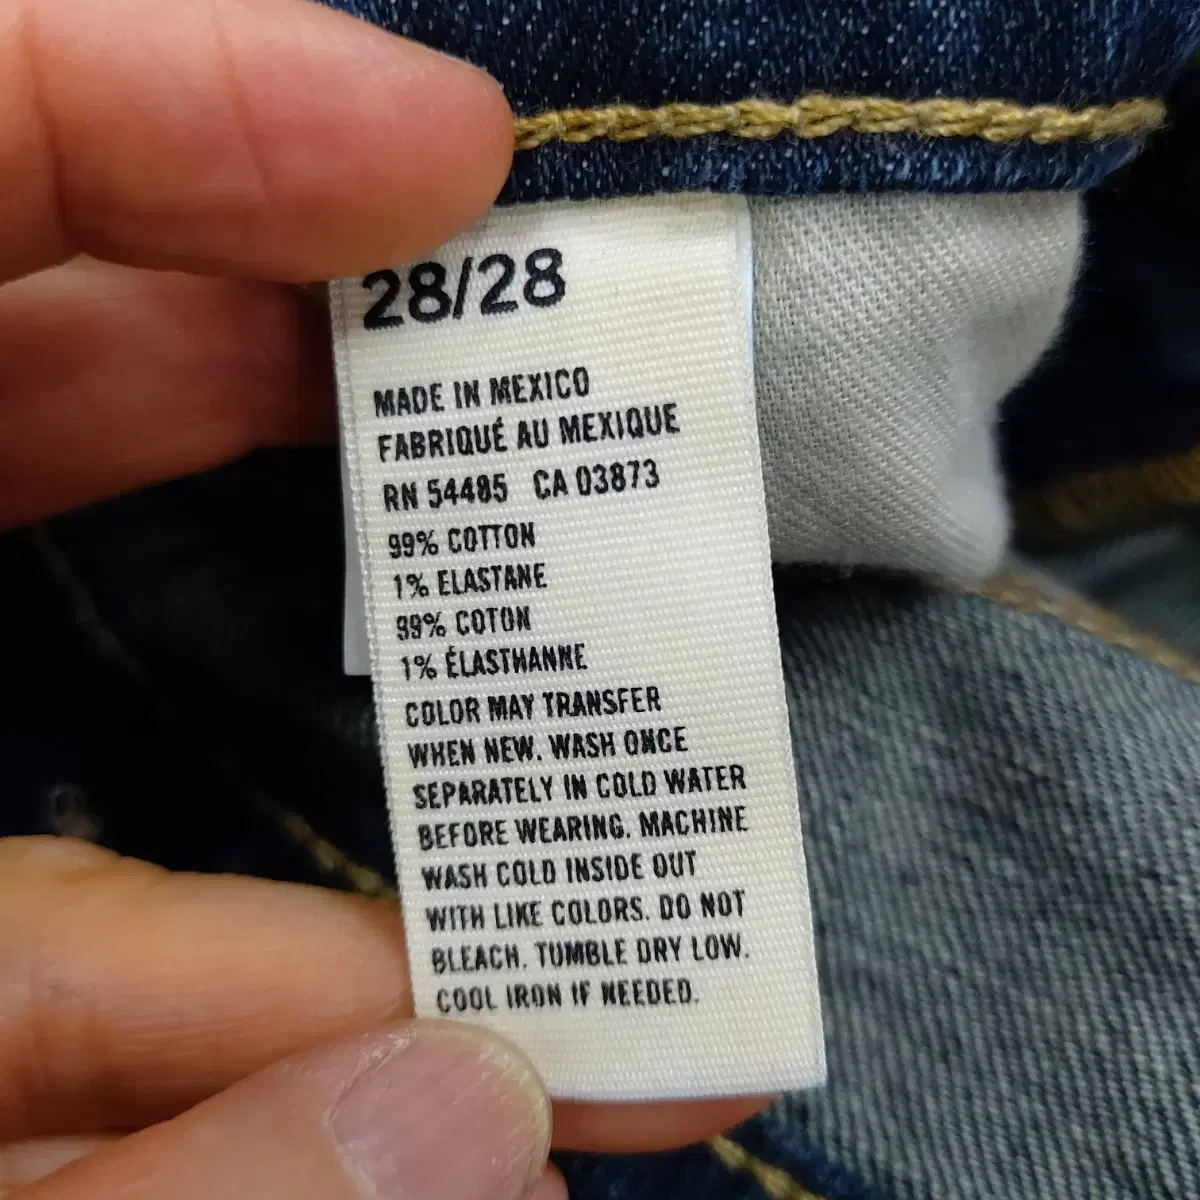 28/28
MADE IN MEXICO
FABRIQUÉ AU MEXIQUE
RN 54485 CA 03873
99% COTTON
1% ELASTANE
99% COTON
1% ÉLASTHANNE
COLOR MAY TRANSFER
WHEN NEW. WASH ONCE
SEPARATELY IN COLD WATER
BEFORE WEARING. MACHINE
WASH COLD INSIDE OUT
WITH LIKE COLORS. DO NOT
BLEACH. TUMBLE DRY LOW.
COOL IRON IF NEEDED.